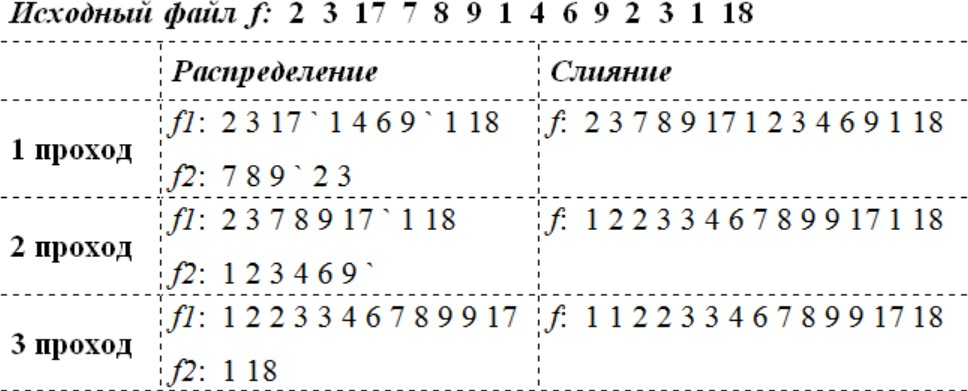 Исходный файл f: 2 3 17 7 8 9 1 4 6 9 2 3 1 18
Распределение Слияние
1 проход
f1: 2 3 17 ` 1 4 6 9 ` 1 18
f2: 7 8 9 ` 2 3
f: 2 3 7 8 9 17 1 2 3 4 6 9 1 18
2 проход
f1: 2 3 7 8 9 17 ` 1 18
f2: 1 2 3 4 6 9 `
f: 1 2 2 3 3 4 6 7 8 9 9 17 1 18
3 проход
f1: 1 2 2 3 3 4 6 7 8 9 9 17
f2: 1 18
f: 1 1 2 2 3 3 4 6 7 8 9 9 17 18